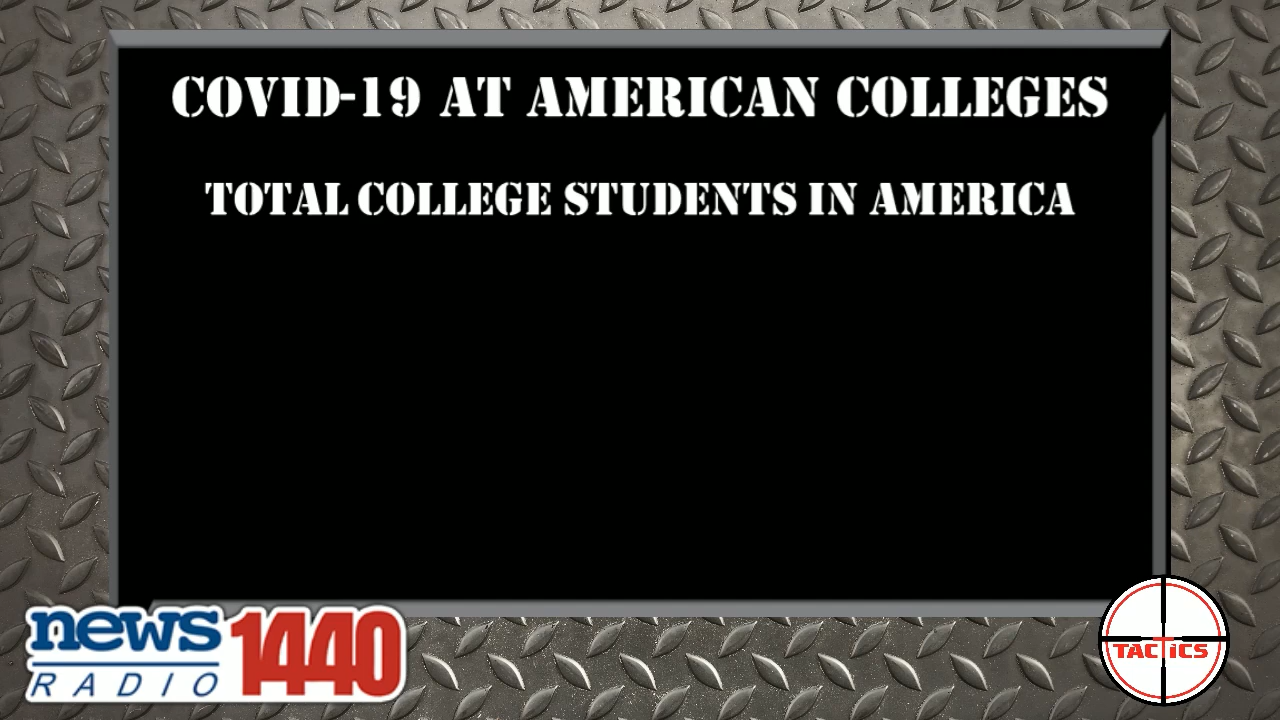 COVID-19 AT AMERICAN COLLEGES
TOTAL COLLEGE STUDENTS IN AMERICA
news 1440
RADIO
TACTICS